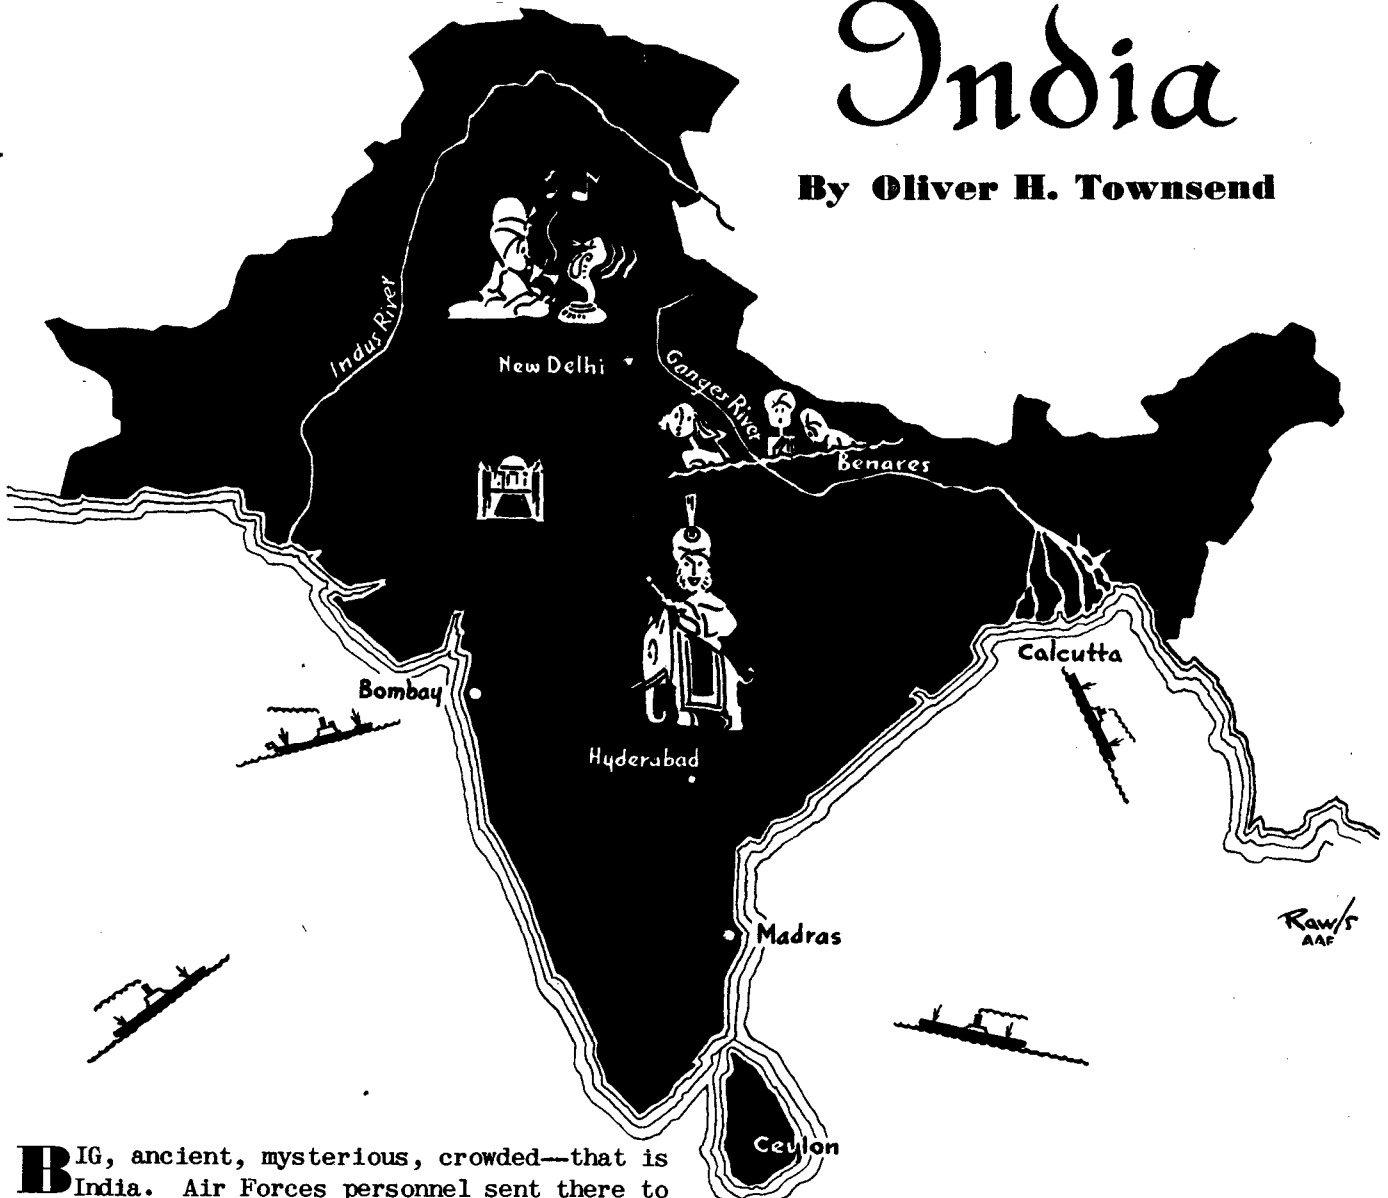 India
By Oliver H. Townsend
Indus River
New Delhi
Ganges River
Benares
Calcutta
Bombay
Hyderabad
Madras
Rawls
AAF
Ceylon
BIG, ancient, mysterious, crowded—that is
India. Air Forces personnel sent there to